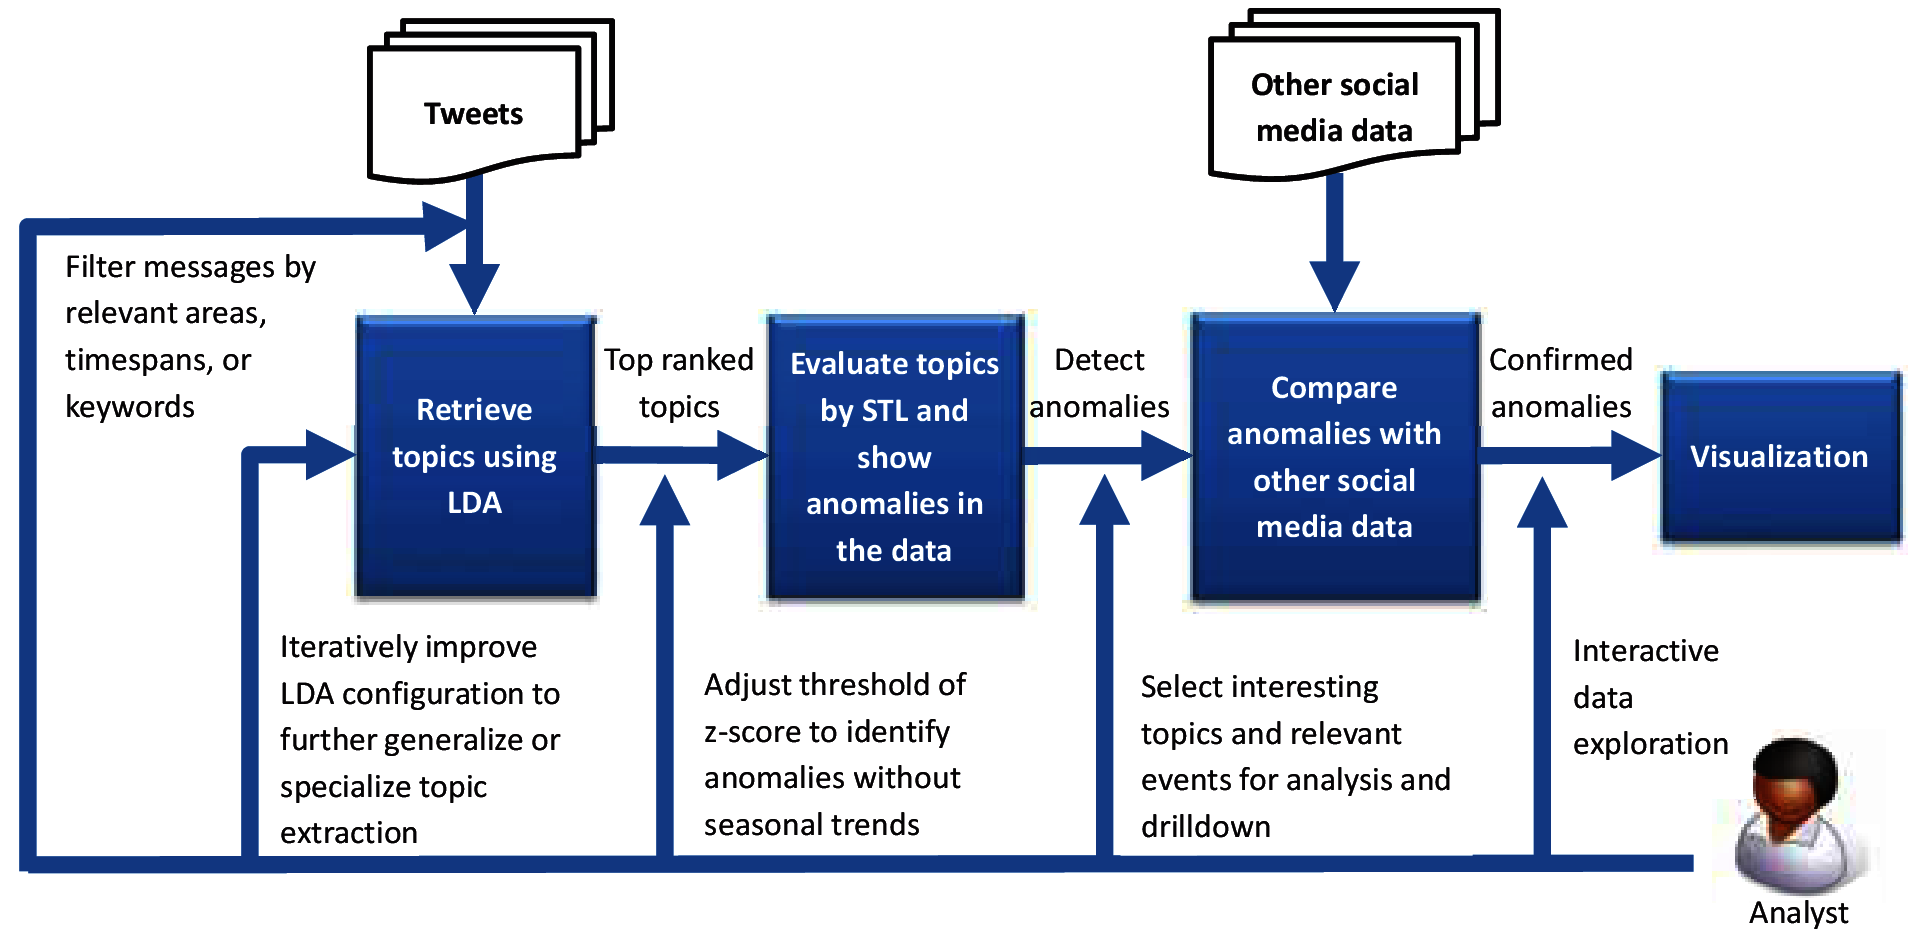 Tweets
Other social
media data
Filter messages by
relevant areas,
timespans, or
keywords
Retrieve
topics using
LDA
Top ranked
topics
Evaluate topics
by STL and
show
anomalies in
the data
Detect
anomalies
Compare
anomalies with
other social
media data
Confirmed
anomalies
Visualization
Iteratively improve
LDA configuration to
further generalize or
specialize topic
extraction
Adjust threshold of
z-score to identify
anomalies without
seasonal trends
Select interesting
topics and relevant
events for analysis and
drilldown
Interactive
data
exploration
Analyst